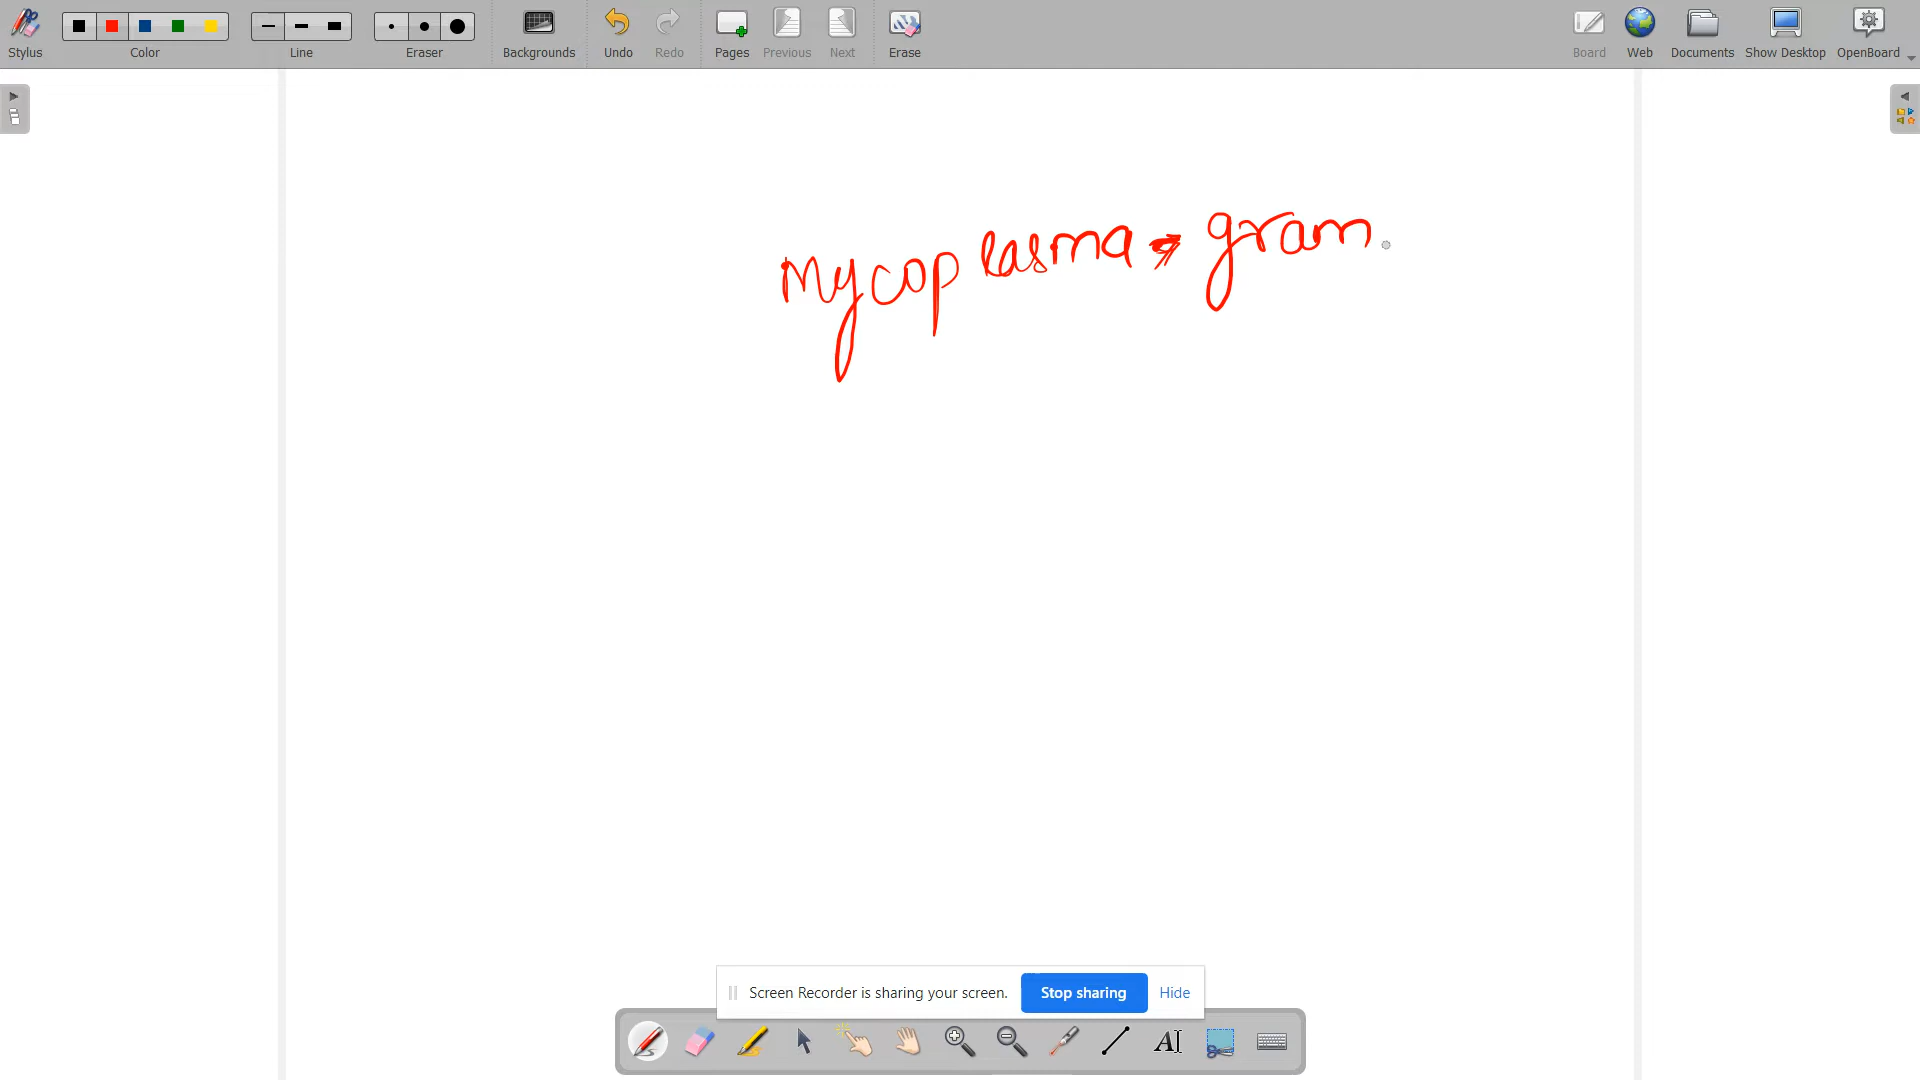 Stylus Color Line Eraser Backgrounds Undo Redo Pages Previous Next Erase Board Web Documents Show Desktop OpenBoard
Mycoplasma → gram
Screen Recorder is sharing your screen. Stop sharing Hide